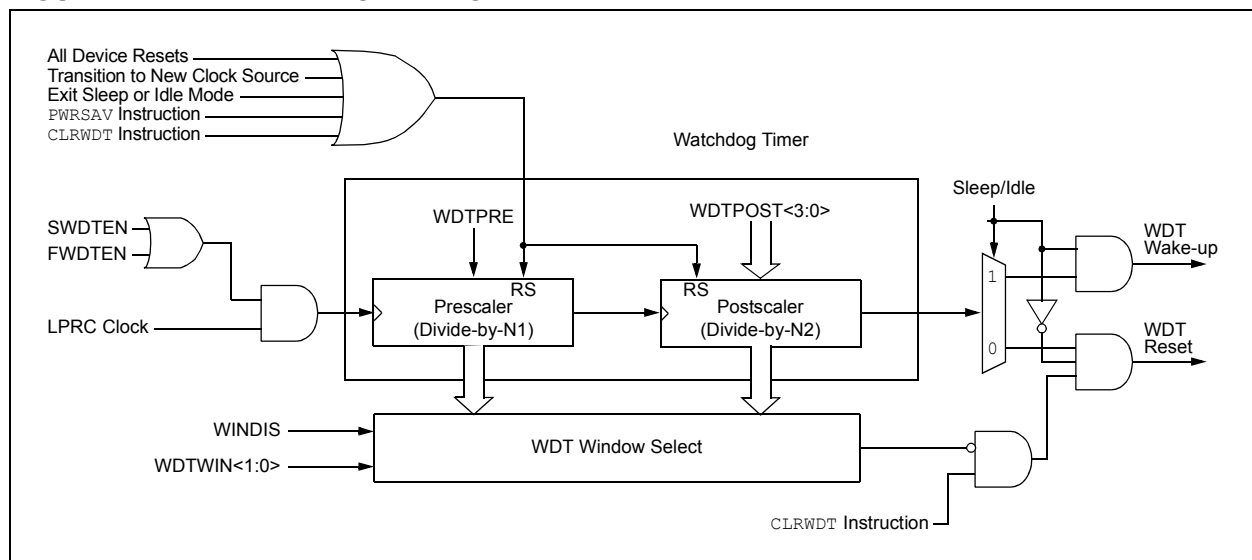 All Device Resets
Transition to New Clock Source
Exit Sleep or Idle Mode
PWRSAV Instruction
CLRWDT Instruction
Watchdog Timer
Sleep/Idle
WDTPRE
WDTPOST<3:0>
SWDTEN
FWDTEN
WDT
Wake-up
RS
RS
1
Prescaler
(Divide-by-N1)
Postscaler
(Divide-by-N2)
LPRC Clock
0
WDT
Reset
WINDIS
WDT Window Select
WDTWIN<1:0>
CLRWDT Instruction